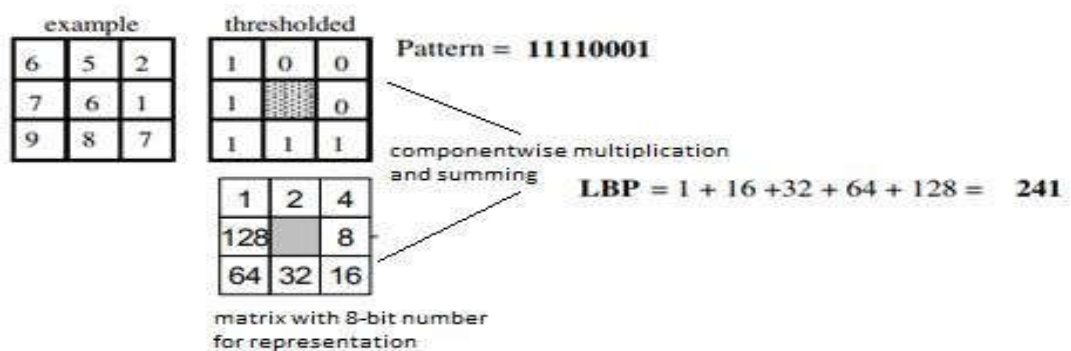 example thresholded
6 5 2
7 6 1
9 8 7
1 0 0
1 0
1 1 1
Pattern = 11110001
componentwise multiplication
and summing
LBP = 1 + 16 +32 + 64 + 128 = 241
1 2 4
128 8
64 32 16
matrix with 8-bit number
for representation